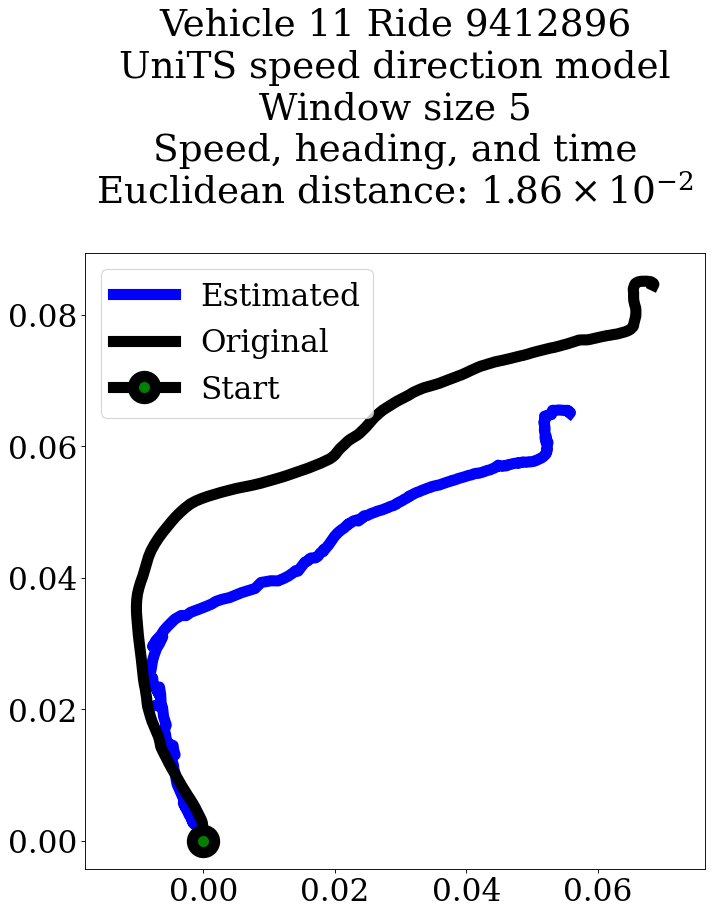 Vehicle 11 Ride 9412896
UniTS speed direction model
Window size 5
Speed, heading, and time
Euclidean distance: 1.86 × 10⁻²
Estimated
Original
Start
0.08
0.06
0.04
0.02
0.00
0.00 0.02 0.04 0.06